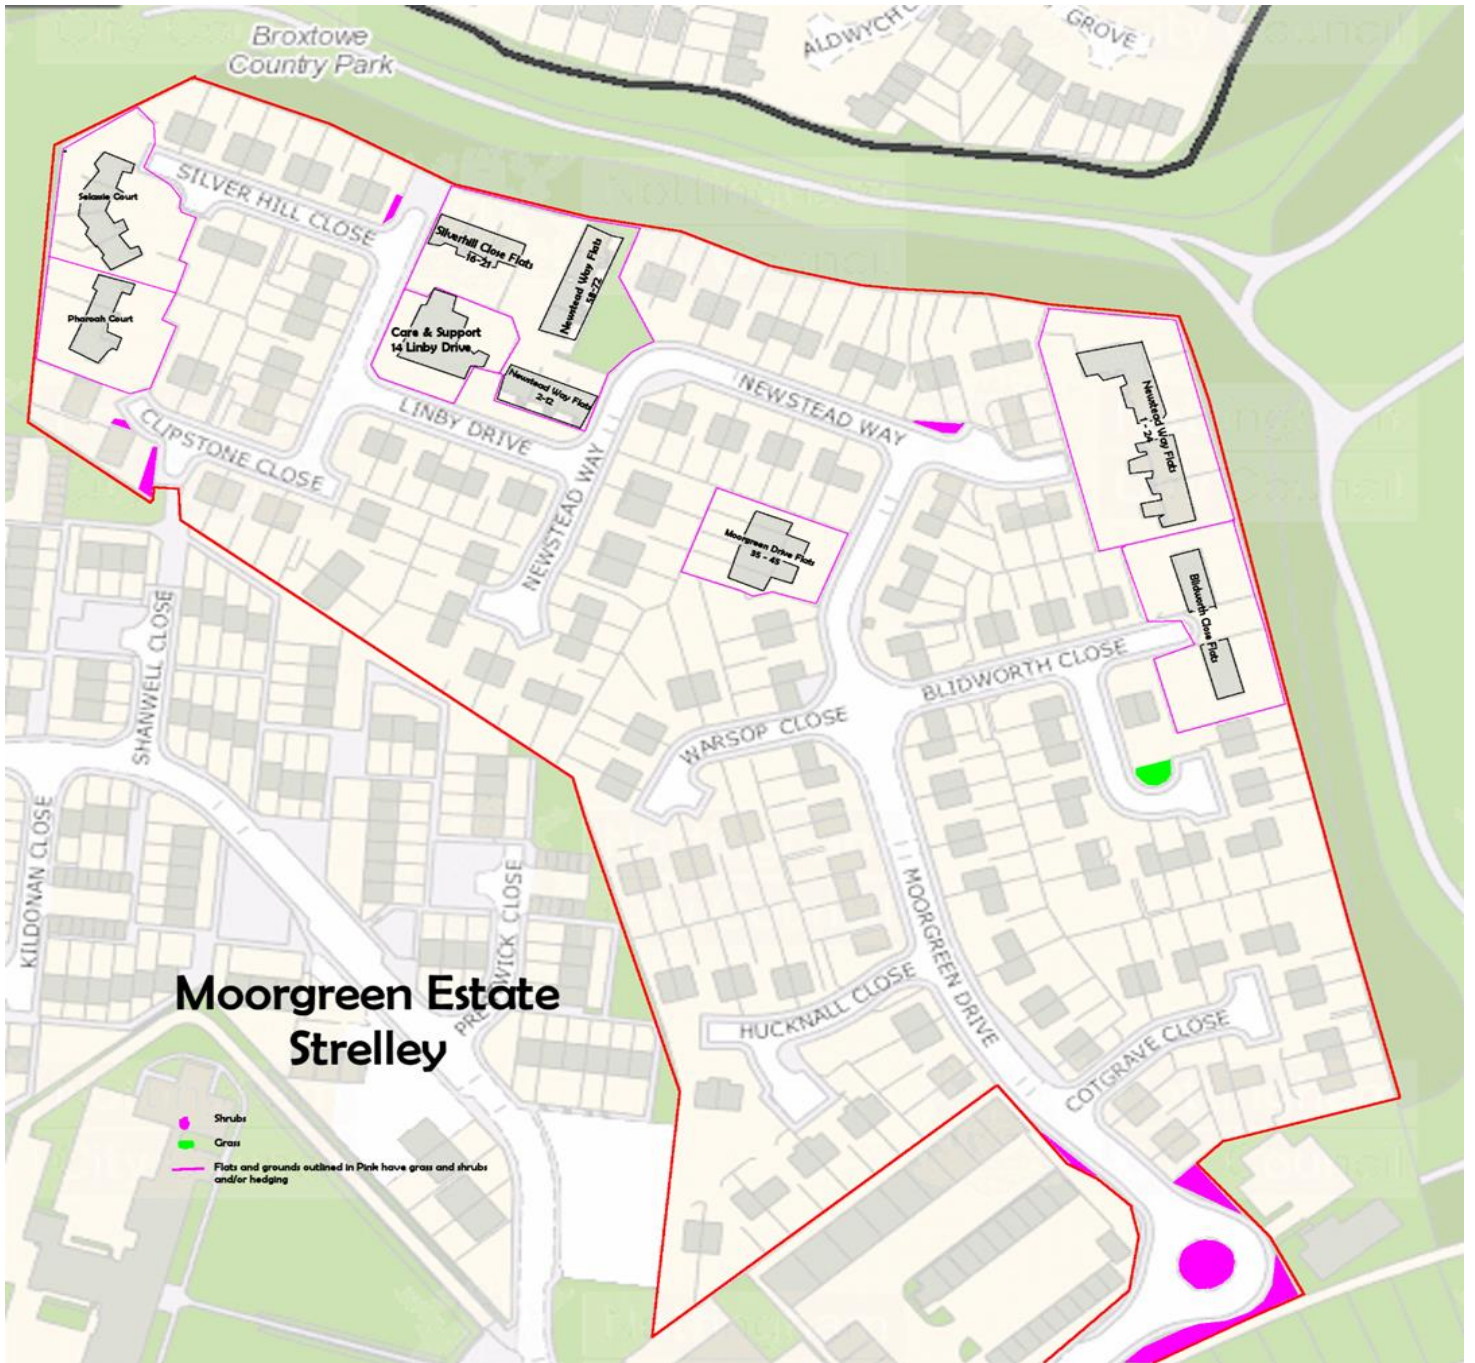 Broxtowe
Country Park
ALDWYCH C
GROVE
SILVER HILL CLOSE
Selassie Court
Silverhill Close Flats
16-21
Newstead Way Flats
58-72
Pharoah Court
Care & Support
14 Linby Drive
Newstead Way Flats
2-12
NEWSTEAD WAY
Newstead Way Flats
1 - 24
CLIPSTONE CLOSE
LINBY DRIVE
NEWSTEAD WAY
Moorgreen Drive Flats
35 - 45
Blidworth Close Flats
SHANWELL CLOSE
BLIDWORTH CLOSE
WARSOP CLOSE
KILDONAN CLOSE
PRE WICK CLOSE
MOORGREEN DRIVE
HUCKNALL CLOSE
COTGRAVE CLOSE
Moorgreen Estate
Strelley
Shrubs
Grass
Flats and grounds outlined in Pink have grass and shrubs
and/or hedging